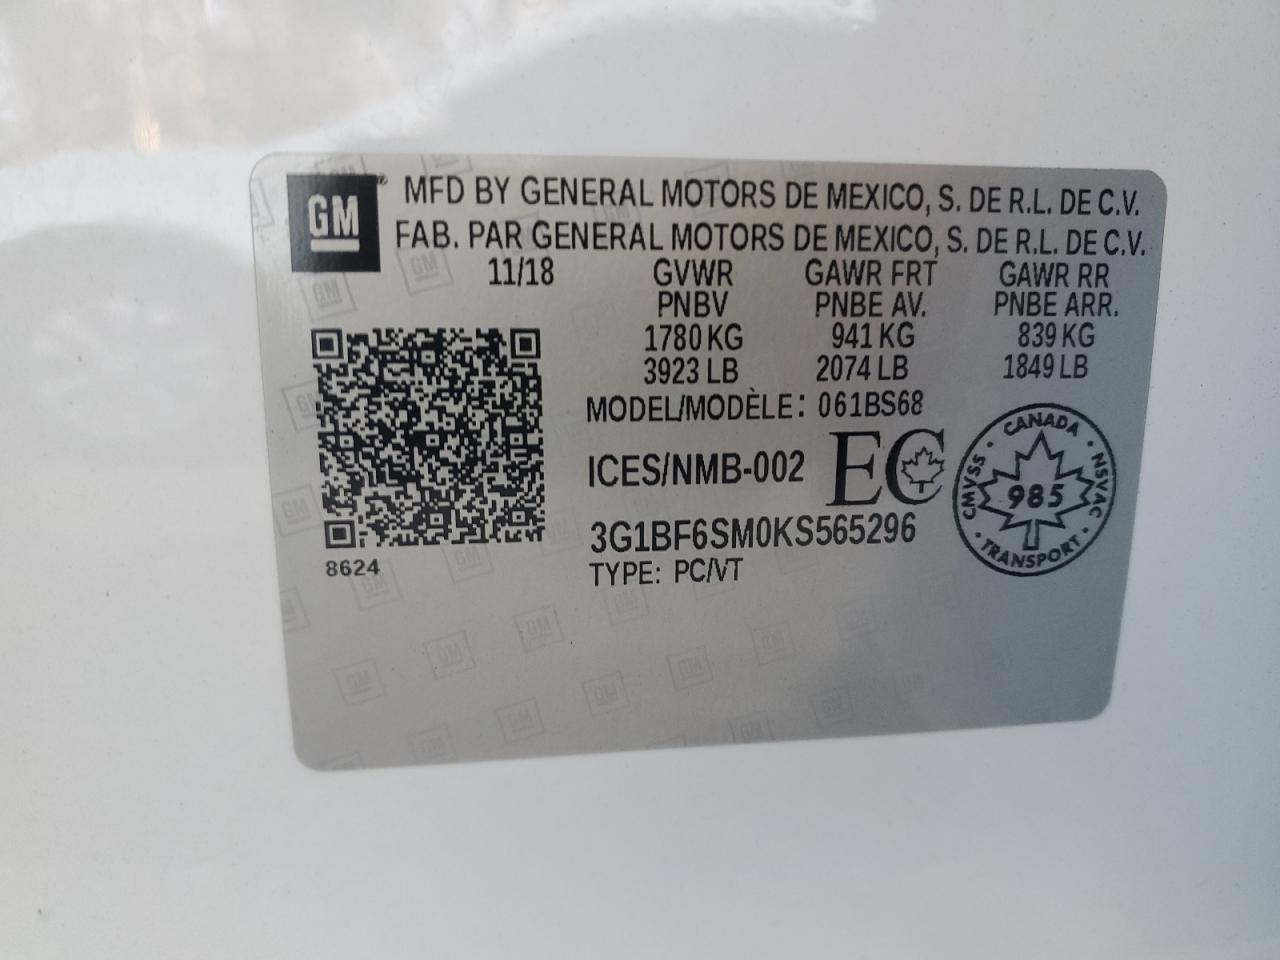 GM
MFD BY GENERAL MOTORS DE MEXICO, S. DE R.L. DE C.V.
FAB. PAR GENERAL MOTORS DE MEXICO, S. DE R.L. DE C.V.
11/18 GVWR GAWR FRT GAWR RR
PNBV PNBE AV. PNBE ARR.
1780 KG 941 KG 839 KG
3923 LB 2074 LB 1849 LB
MODEL/MODÈLE: 061BS68
ICES/NMB-002 EC
3G1BF6SM0KS565296
TYPE: PC/VT
8624
CANADA
CMVSS 985 NSVAC
TRANSPORT